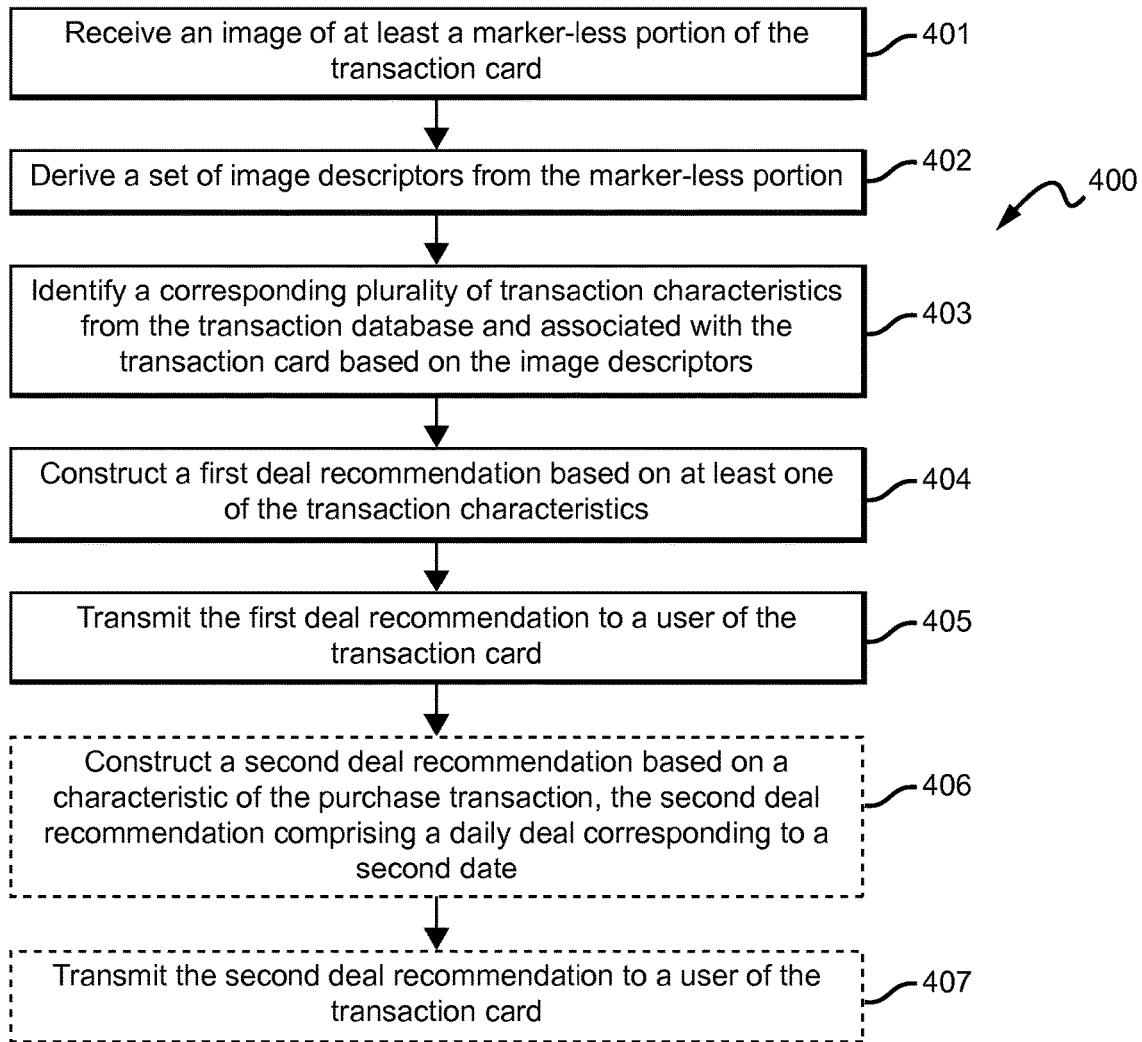 Receive an image of at least a marker-less portion of the
transaction card
401
Derive a set of image descriptors from the marker-less portion
402
400
Identify a corresponding plurality of transaction characteristics
from the transaction database and associated with the
transaction card based on the image descriptors
403
Construct a first deal recommendation based on at least one
of the transaction characteristics
404
Transmit the first deal recommendation to a user of the
transaction card
405
Construct a second deal recommendation based on a
characteristic of the purchase transaction, the second deal
recommendation comprising a daily deal corresponding to a
second date
406
Transmit the second deal recommendation to a user of the
transaction card
407